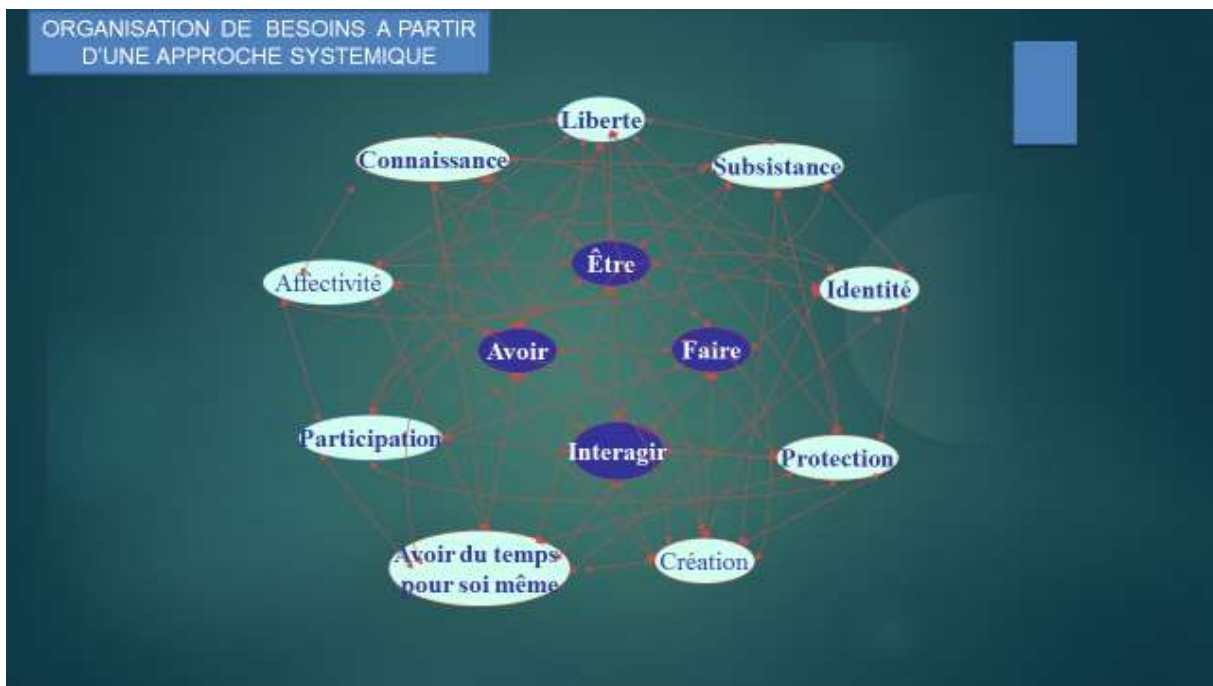 ORGANISATION DE BESOINS A PARTIR
D'UNE APPROCHE SYSTEMIQUE
Liberte
Connaissance
Subsistance
Être
Affectivité
Identité
Avoir
Faire
Participation
Interagir
Protection
Avoir du temps
pour soi même
Création